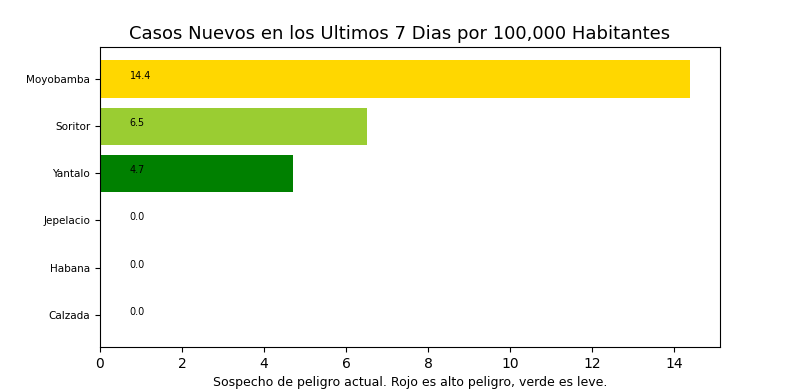 Casos Nuevos en los Ultimos 7 Dias por 100,000 Habitantes
Moyobamba 14.4
Soritor 6.5
Yantalo 4.7
Jepelacio 0.0
Habana 0.0
Calzada 0.0
0 2 4 6 8 10 12 14
Sospecho de peligro actual. Rojo es alto peligro, verde es leve.